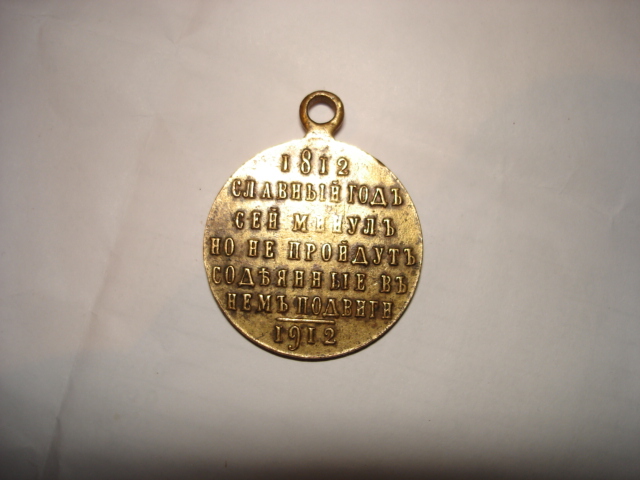 1812
СЛАВНЫЙ ГОДЪ
СЕЙ МИНУЛЪ
НО НЕ ПРОЙДУТЪ
СОДѢЯННЫЕ ВЪ
НЕМЪ ПОДВИГИ
1912